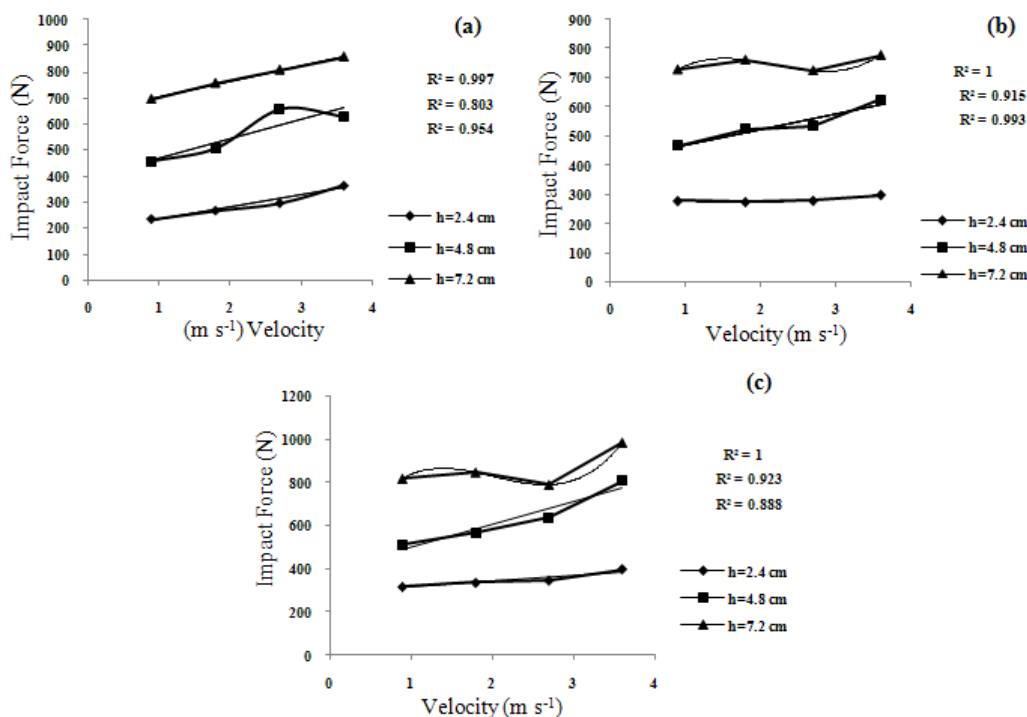 (a)
1000
900
800
700
600
500
400
300
200
100
0
Impact Force (N)
R² = 0.997
R² = 0.803
R² = 0.954
h=2.4 cm
h=4.8 cm
h=7.2 cm
0 1 2 3 4
(m s⁻¹) Velocity
(b)
900
800
700
600
500
400
300
200
100
0
Impact Force (N)
R² = 1
R² = 0.915
R² = 0.993
h=2.4 cm
h=4.8 cm
h=7.2 cm
0 1 2 3 4
Velocity (m s⁻¹)
(c)
1200
1000
800
600
400
200
0
Impact Force (N)
R² = 1
R² = 0.923
R² = 0.888
h=2.4 cm
h=4.8 cm
h=7.2 cm
0 1 2 3 4
Velocity (m s⁻¹)